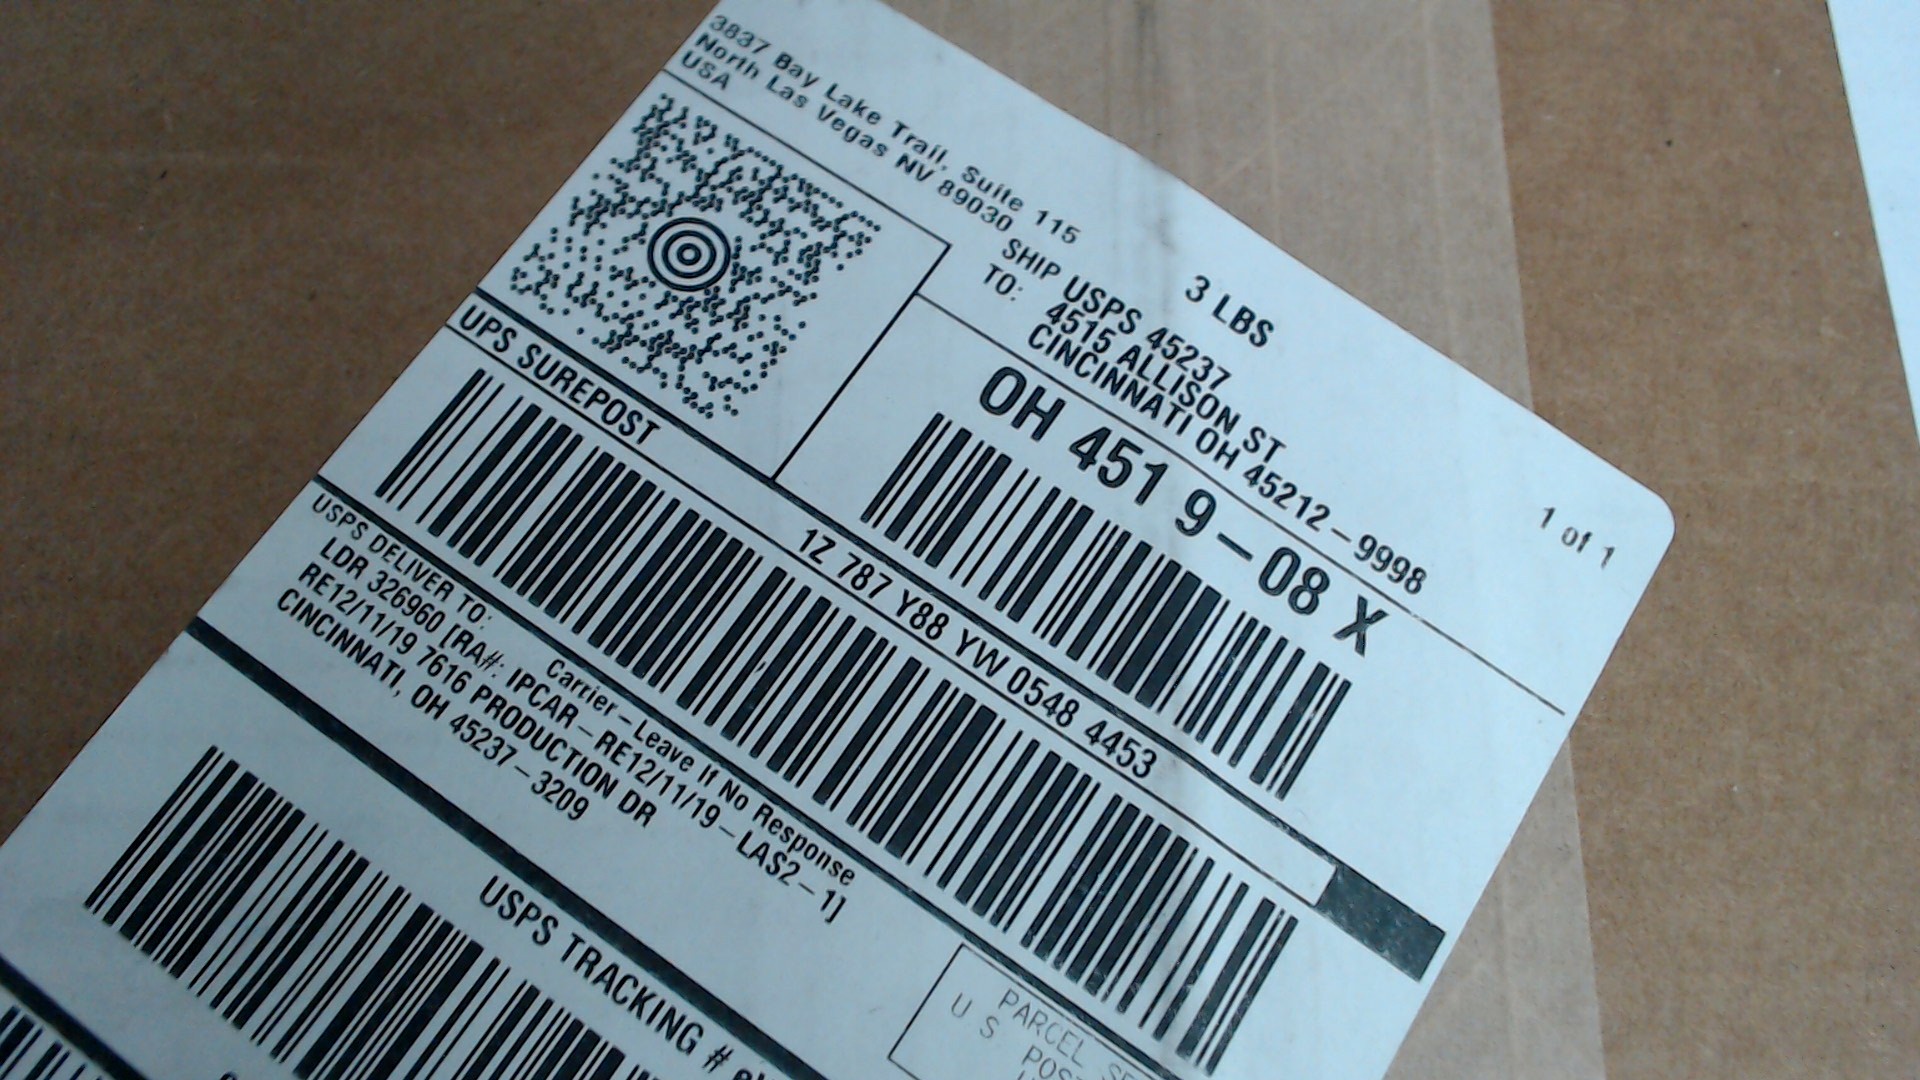 3837 Bay Lake Trail, Suite 115
North Las Vegas NV 89030
USA
3 LBS
1 of 1
SHIP USPS 45237
TO: 4515 ALLISON ST
CINCINNATI OH 45212-9998
OH 451 9-08 X
UPS SUREPOST
1Z 787 Y88 YW 0548 4453
USPS DELIVER TO:
Carrier-Leave if No Response
LDR 326960 [RA#: IPCAR-RE12/11/19-LAS2-1]
RE12/11/19 7616 PRODUCTION DR
CINCINNATI, OH 45237-3209
USPS TRACKING #
PARCEL
U S